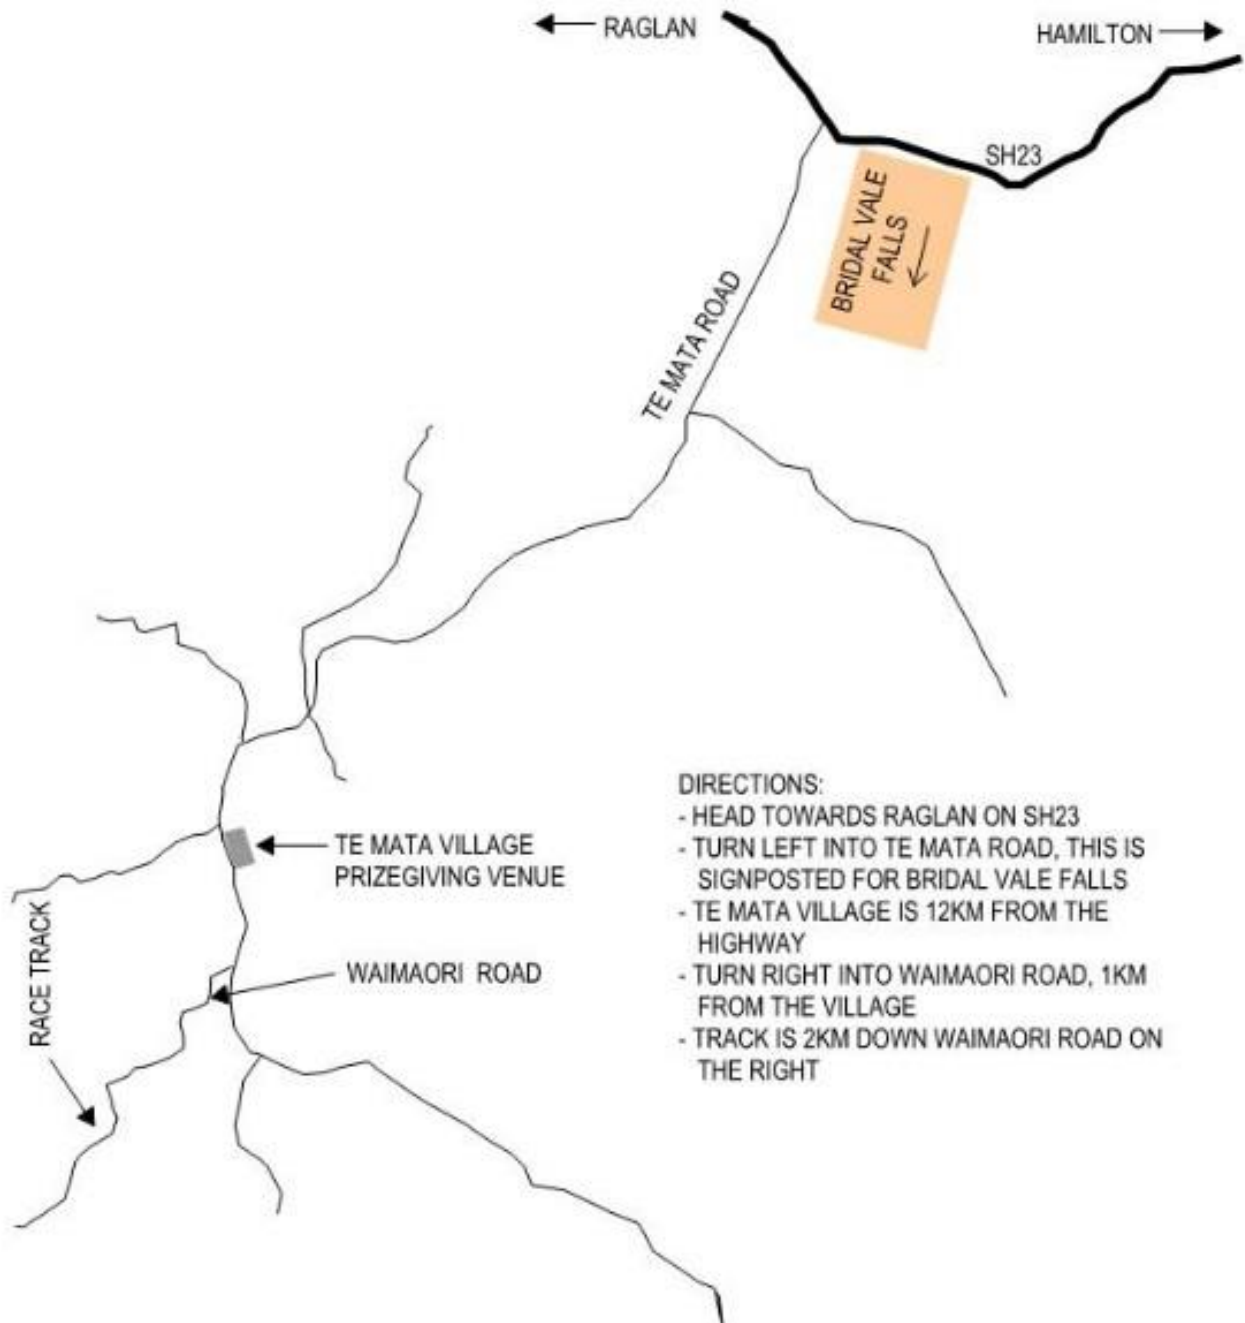 RAGLAN
HAMILTON
SH23
BRIDAL VALE
FALLS
TE MATA ROAD
TE MATA VILLAGE
PRIZEGIVING VENUE
WAIMAORI ROAD
RACE TRACK
DIRECTIONS:
- HEAD TOWARDS RAGLAN ON SH23
- TURN LEFT INTO TE MATA ROAD, THIS IS
SIGNPOSTED FOR BRIDAL VALE FALLS
- TE MATA VILLAGE IS 12KM FROM THE
HIGHWAY
- TURN RIGHT INTO WAIMAORI ROAD, 1KM
FROM THE VILLAGE
- TRACK IS 2KM DOWN WAIMAORI ROAD ON
THE RIGHT